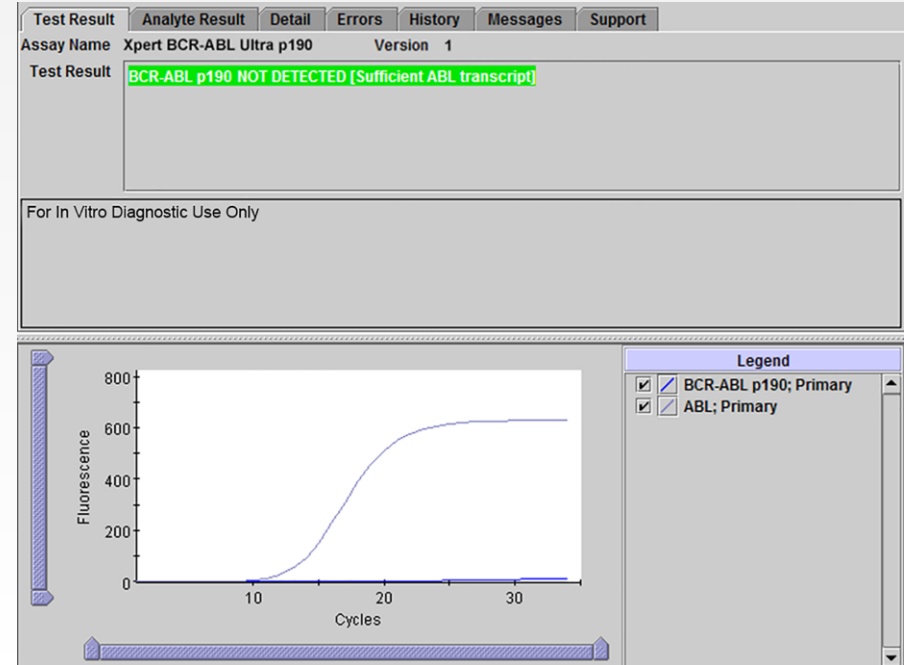 Test Result Analyte Result Detail Errors History Messages Support
Assay Name Xpert BCR-ABL Ultra p190 Version 1
Test Result BCR-ABL p190 NOT DETECTED [Sufficient ABL transcript]
For In Vitro Diagnostic Use Only
Legend
BCR-ABL p190; Primary
ABL; Primary
800
600
400
200
0
Fluorescence
10 20 30
Cycles